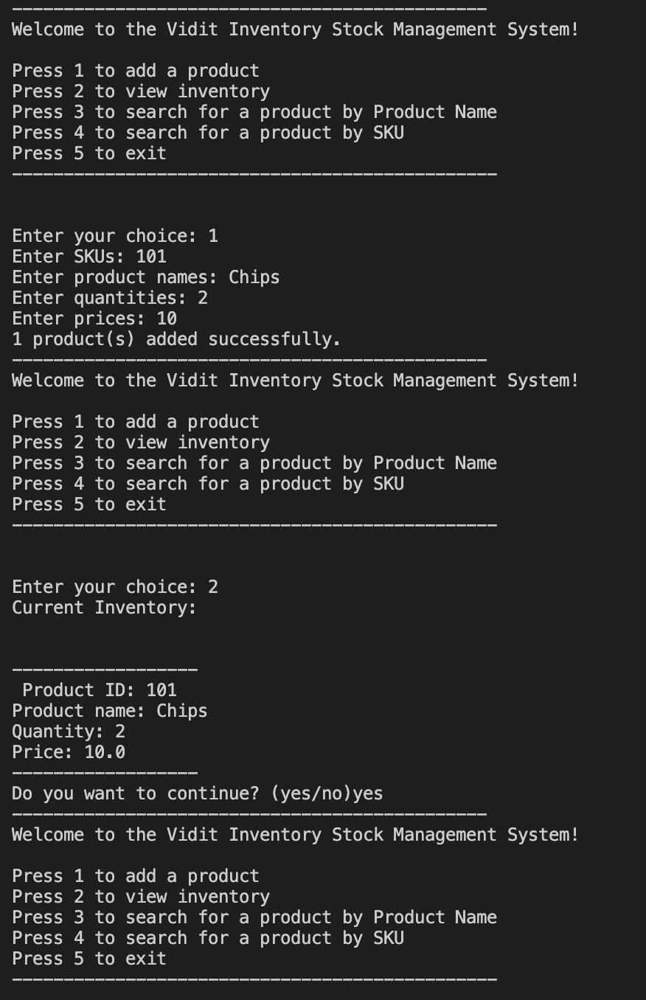 ----------------------------------------------
Welcome to the Vidit Inventory Stock Management System!
Press 1 to add a product
Press 2 to view inventory
Press 3 to search for a product by Product Name
Press 4 to search for a product by SKU
Press 5 to exit
-----------------------------------------------
Enter your choice: 1
Enter SKUs: 101
Enter product names: Chips
Enter quantities: 2
Enter prices: 10
1 product(s) added successfully.
----------------------------------------------
Welcome to the Vidit Inventory Stock Management System!
Press 1 to add a product
Press 2 to view inventory
Press 3 to search for a product by Product Name
Press 4 to search for a product by SKU
Press 5 to exit
-----------------------------------------------
Enter your choice: 2
Current Inventory:
------------------
 Product ID: 101
Product name: Chips
Quantity: 2
Price: 10.0
------------------
Do you want to continue? (yes/no)yes
----------------------------------------------
Welcome to the Vidit Inventory Stock Management System!
Press 1 to add a product
Press 2 to view inventory
Press 3 to search for a product by Product Name
Press 4 to search for a product by SKU
Press 5 to exit
-----------------------------------------------